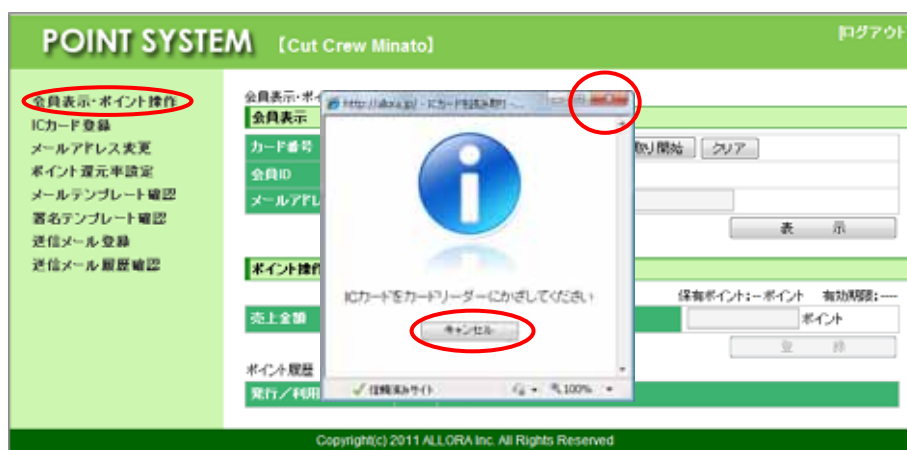 POINT SYSTEM 【Cut Crew Minato】
ログアウト
会員表示・ポイント操作
ICカード登録
メールアドレス変更
ポイント還元率設定
メールテンプレート確認
署名テンプレート確認
送信メール登録
送信メール履歴確認
会員表示・ポイ
会員表示
カード番号
取り開始 クリア
会員ID
メールアドレ
表 示
ポイント操作
保有ポイント:--ポイント 有効期限:----
売上金額
ポイント
登 録
ポイント履歴
発行/利用
ICカードをカードリーダーにかざしてください
キャンセル
信頼済みサイト
100%
Copyright(c) 2011 ALLORA Inc. All Rights Reserved